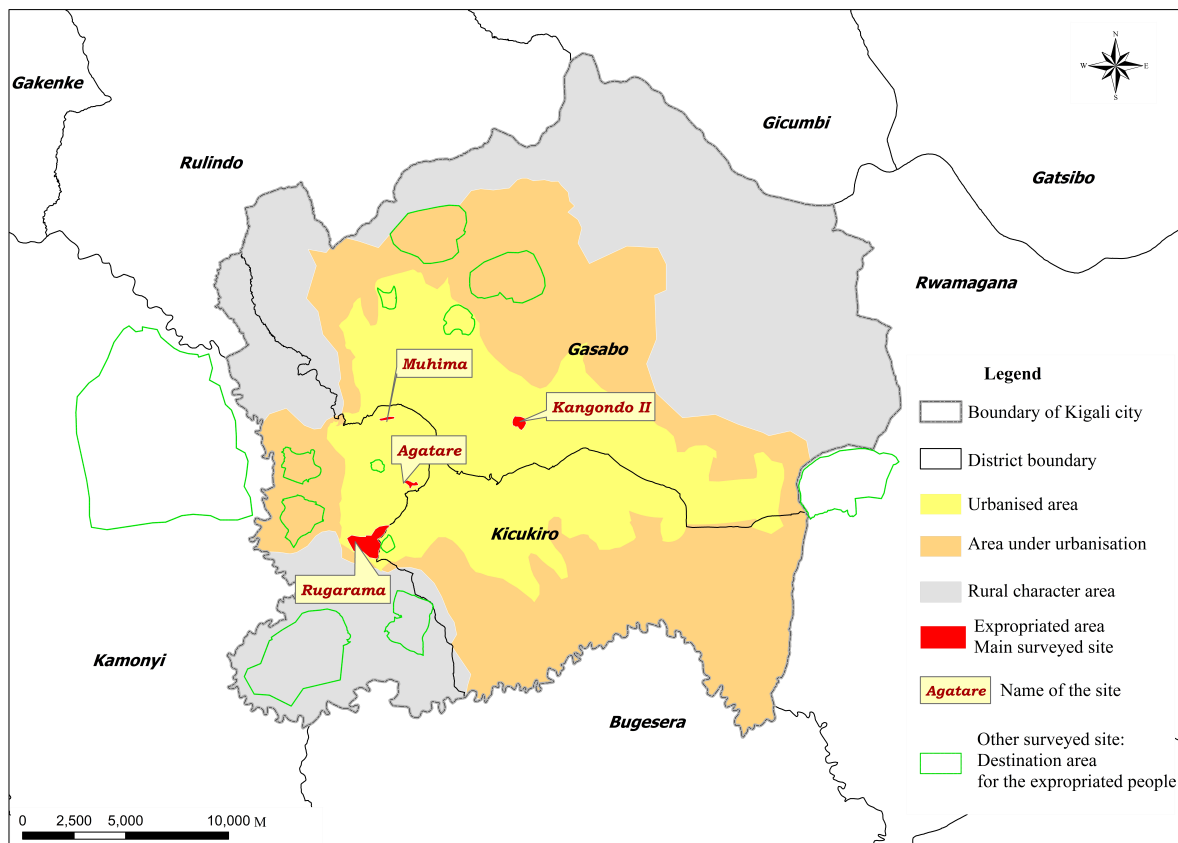 N
W E
S
Gakenke
Gicumbi
Rulindo
Gatsibo
Rwamagana
Gasabo
Muhima
Kangondo II
Agatare
Kicukiro
Rugarama
Kamonyi
Bugesera
Legend
Boundary of Kigali city
District boundary
Urbanised area
Area under urbanisation
Rural character area
Expropriated area
Main surveyed site
Agatare Name of the site
Other surveyed site:
Destination area
for the expropriated people
0 2,500 5,000 10,000 M